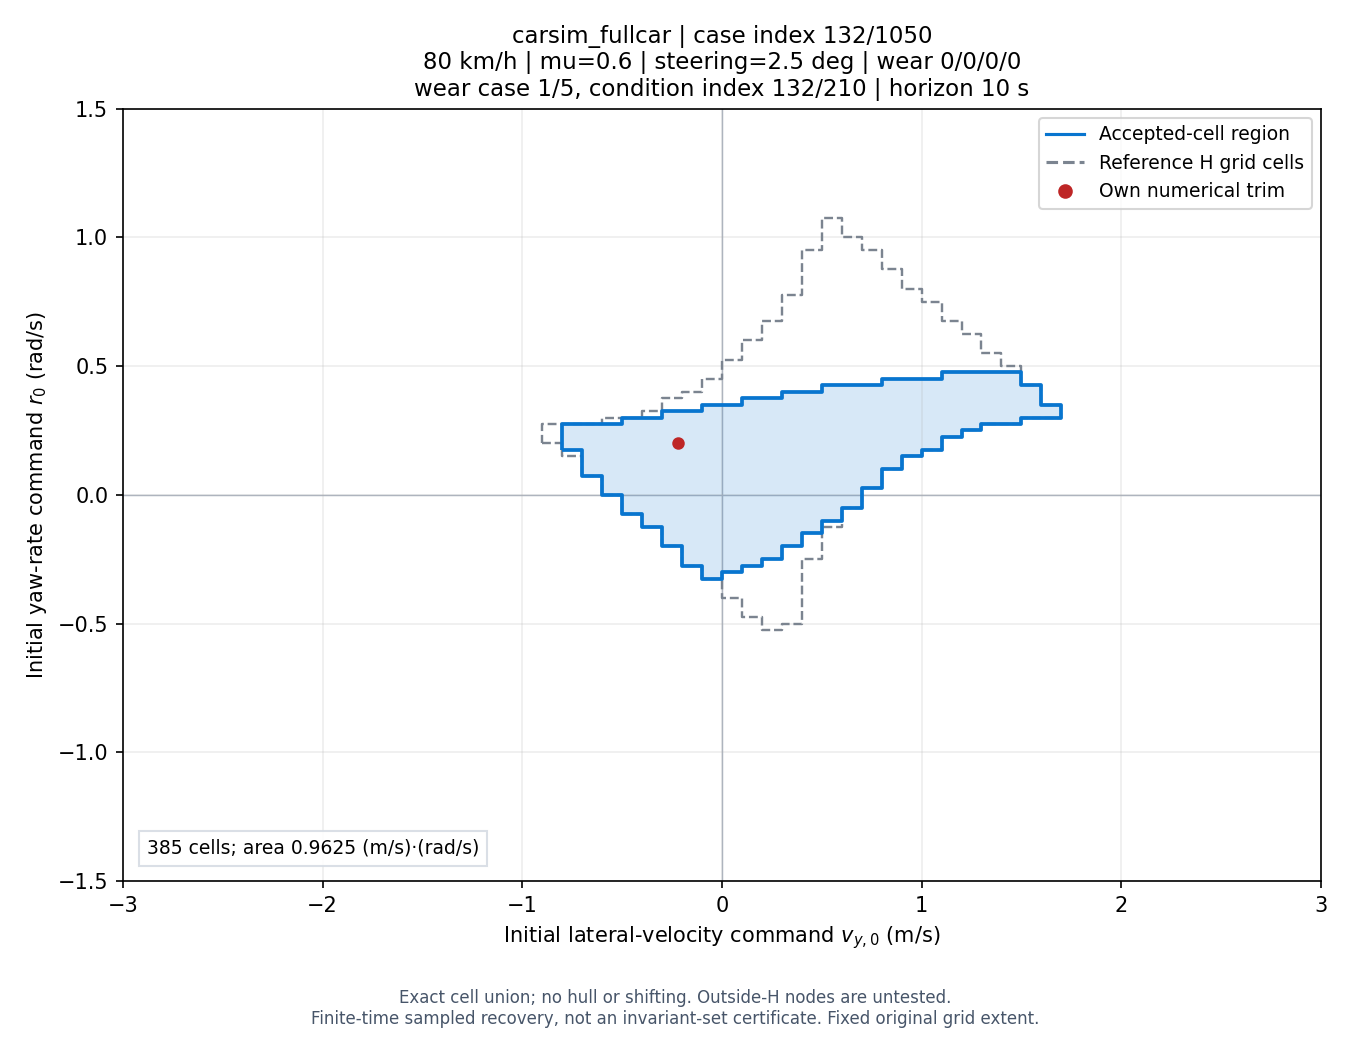 carsim_fullcar | case index 132/1050
80 km/h | mu=0.6 | steering=2.5 deg | wear 0/0/0/0
wear case 1/5, condition index 132/210 | horizon 10 s
Accepted-cell region
Reference H grid cells
Own numerical trim
1.5
1.0
0.5
0.0
−0.5
−1.0
−1.5
Initial yaw-rate command r0 (rad/s)
385 cells; area 0.9625 (m/s)·(rad/s)
−3 −2 −1 0 1 2 3
Initial lateral-velocity command vy,0 (m/s)
Exact cell union; no hull or shifting. Outside-H nodes are untested.
Finite-time sampled recovery, not an invariant-set certificate. Fixed original grid extent.